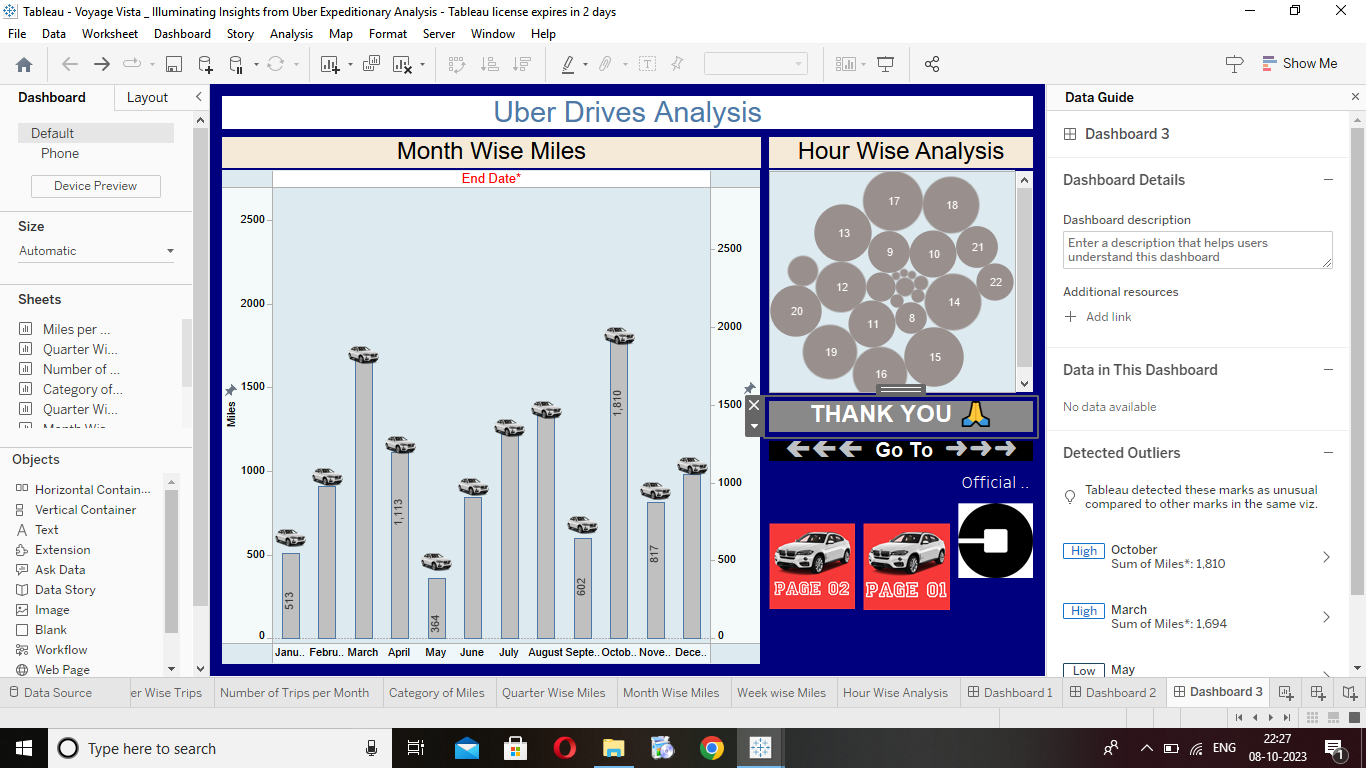 Tableau - Voyage Vista _ Illuminating Insights from Uber Expeditionary Analysis - Tableau license expires in 2 days
File Data Worksheet Dashboard Story Analysis Map Format Server Window Help
Show Me
Dashboard Layout
Default
Phone
Device Preview
Size
Automatic
Sheets
Miles per ...
Quarter Wi...
Number of ...
Category of...
Quarter Wi...
Objects
Horizontal Contain...
Vertical Container
Text
Extension
Ask Data
Data Story
Image
Blank
Workflow
Web Page
Uber Drives Analysis
Month Wise Miles
End Date*
Miles
2500
2000
1500
1000
500
0
513
1,113
364
602
1,810
817
2500
2000
1500
1000
500
0
Janu.. Febru.. March April May June July August Septe.. Octob.. Nove.. Dece..
Hour Wise Analysis
17
18
13
9
10
21
22
12
14
20
11
8
19
15
16
THANK YOU 🙏
Go To
Official ..
PAGE 02
PAGE 01
Data Guide
Dashboard 3
Dashboard Details
Dashboard description
Enter a description that helps users
understand this dashboard
Additional resources
Add link
Data in This Dashboard
No data available
Detected Outliers
Tableau detected these marks as unusual
compared to other marks in the same viz.
High October
Sum of Miles*: 1,810
High March
Sum of Miles*: 1,694
Low May
Data Source er Wise Trips Number of Trips per Month Category of Miles Quarter Wise Miles Month Wise Miles Week wise Miles Hour Wise Analysis Dashboard 1 Dashboard 2 Dashboard 3
Type here to search
ENG
22:27
08-10-2023
1